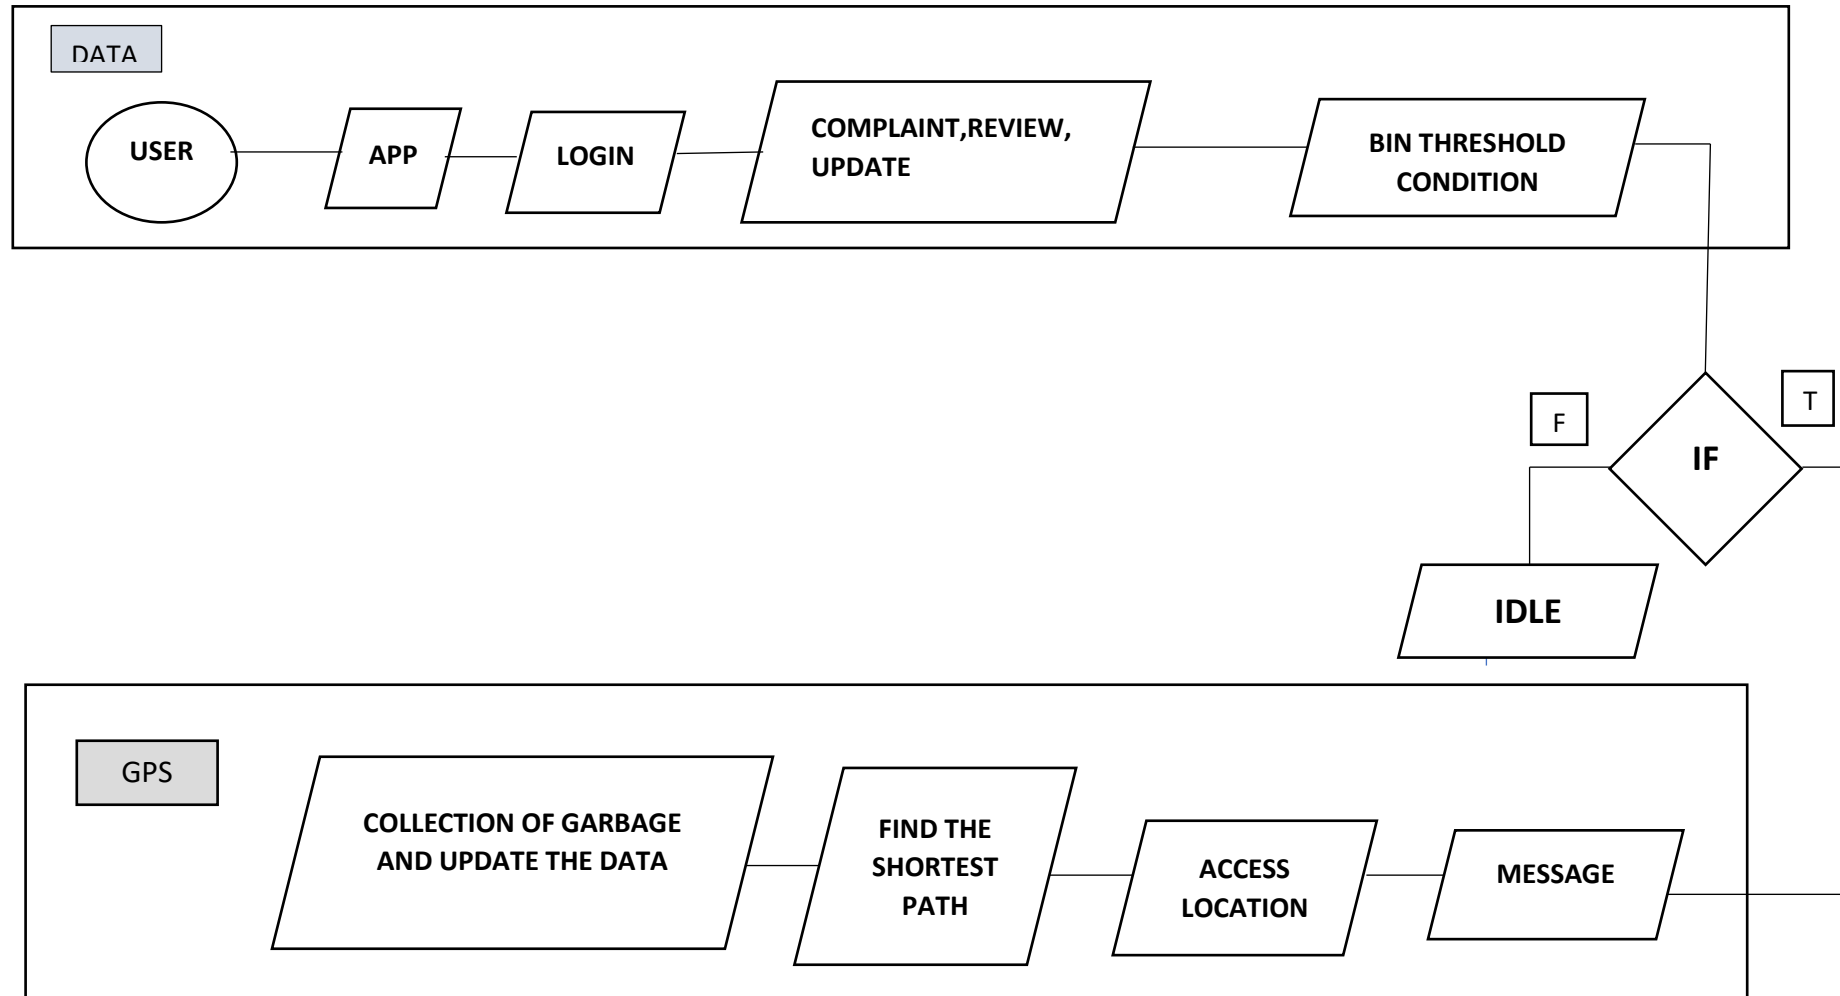 DATA
USER
APP
LOGIN
COMPLAINT,REVIEW,
UPDATE
BIN THRESHOLD
CONDITION
F
T
IF
IDLE
GPS
COLLECTION OF GARBAGE
AND UPDATE THE DATA
FIND THE
SHORTEST
PATH
ACCESS
LOCATION
MESSAGE